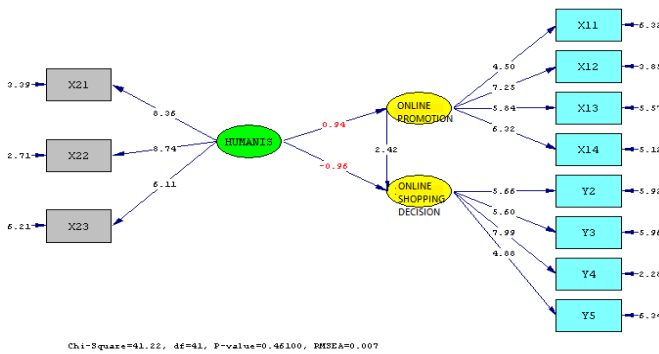 X11
4.50
X12
3.39
X21
7.25
8.36
ONLINE
PROMOTION
5.84
X13
0.94
6.32
X14
2.71
X22
8.74
HUMANIS
2.42
-0.96
ONLINE
SHOPPING
DECISION
5.66
Y2
5.60
Y3
6.21
X23
6.11
7.99
4.88
Y4
2.28
Y5
Chi-Square=41.22, df=41, P-value=0.46100, RMSEA=0.007